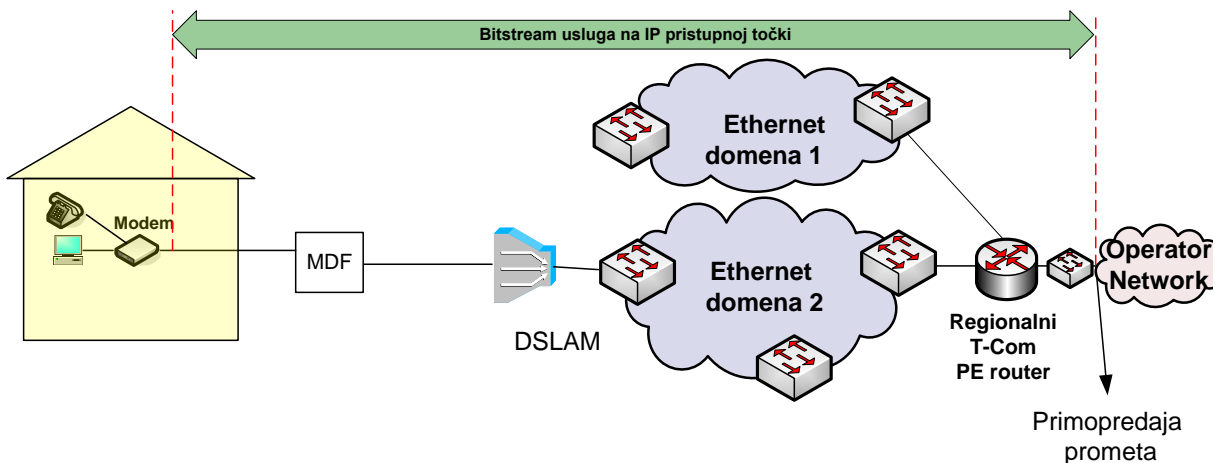 Bitstream usluga na IP pristupnoj točki
Ethernet
domena 1
Modem
MDF
DSLAM
Ethernet
domena 2
Operator
Network
Regionalni
T-Com
PE router
Primopredaja
prometa